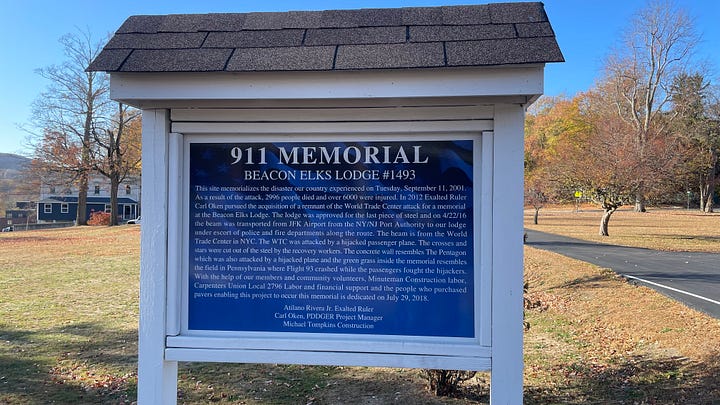 911 MEMORIAL
BEACON ELKS LODGE #1493
This site memorializes the disaster our country experienced on Tuesday, September 11, 2001.
As a result of the attack, 2996 people died and over 6000 were injured. In 2012 Exalted Ruler
Carl Oken pursued the acquisition of a remnant of the World Trade Center attack for a memorial
at the Beacon Elks Lodge. The lodge was approved for the last piece of steel and on 4/22/16
the beam was transported from JFK Airport from the NY/NJ Port Authority to our lodge
under escort of police and fire departments along the route. The beam is from the World
Trade Center in NYC. The WTC was attacked by a hijacked passenger plane. The crosses and
stars were cut out of the steel by the recovery workers. The concrete wall resembles The Pentagon
which was also attacked by a hijacked plane and the green grass inside the memorial resembles
the field in Pennsylvania where Flight 93 crashed while the passengers fought the hijackers.
With the help of our members and community volunteers, Minuteman Construction labor,
Carpenters Union Local 2796 Labor and financial support and the people who purchased
pavers enabling this project to occur this memorial is dedicated on July 29, 2018.
Atilano Rivera Jr. Exalted Ruler
Carl Oken, PDDGER Project Manager
Michael Tompkins Construction